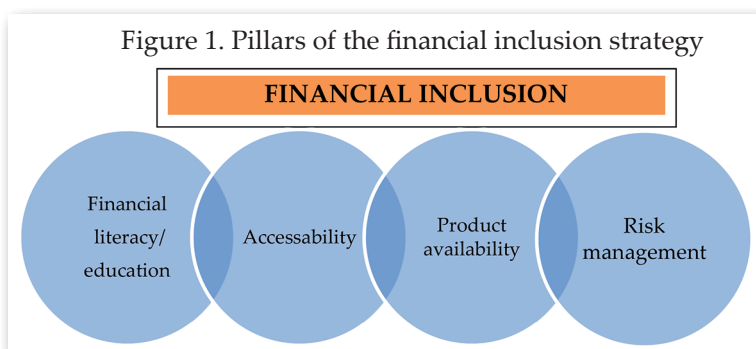 Figure 1. Pillars of the financial inclusion strategy
FINANCIAL INCLUSION
Financial
literacy/
education
Accessability
Product
availability
Risk
management